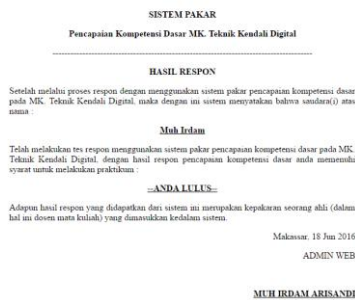 SISTEM PAKAR
Pencapaian Kompetensi Dasar MK. Teknik Kendali Digital
HASIL RESPON
Setelah melalui proses respon dengan menggunakan sistem pakar pencapaian kompetensi dasar
pada MK. Teknik Kendali Digital, maka dengan ini sistem menyatakan bahwa saudara(i) atas
nama :
Muh Irdam
Telah melakukan tes respon menggunakan sistem pakar pencapaian kompetensi dasar pada MK.
Teknik Kendali Digital, dengan hasil respon pencapaian kompetensi dasar anda memenuhi
syarat untuk melakukan praktikum :
--ANDA LULUS--
Adapun hasil respon yang didapatkan dari sistem ini merupakan kepakaran seorang ahli (dalam
hal ini dosen mata kuliah) yang dimasukkan kedalam sistem.
Makassar, 18 Jun 2016
ADMIN WEB
MUH IRDAM ARISANDI